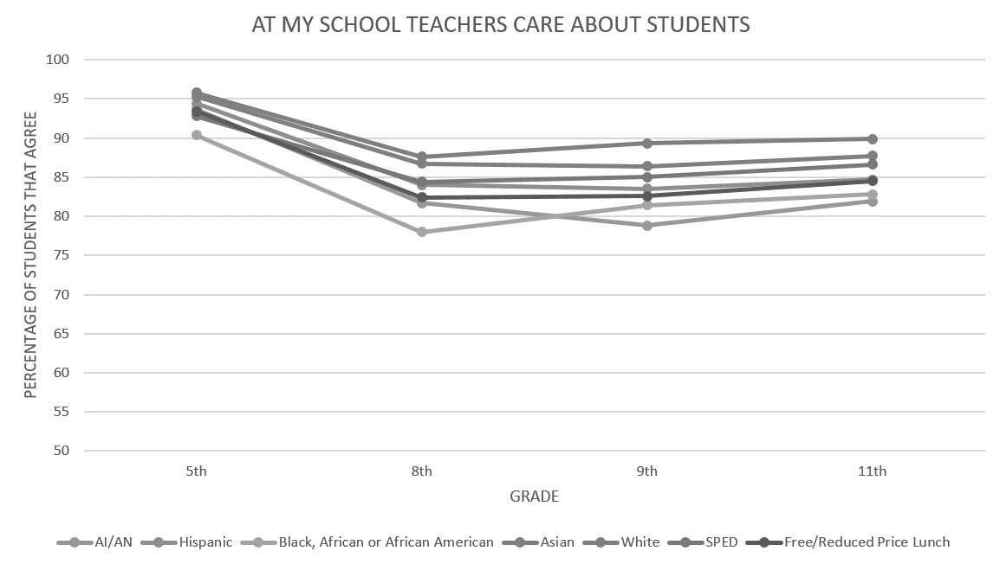 AT MY SCHOOL TEACHERS CARE ABOUT STUDENTS
PERCENTAGE OF STUDENTS THAT AGREE
100
95
90
85
80
75
70
65
60
55
50
5th 8th 9th 11th
GRADE
AI/AN Hispanic Black, African or African American Asian White SPED Free/Reduced Price Lunch